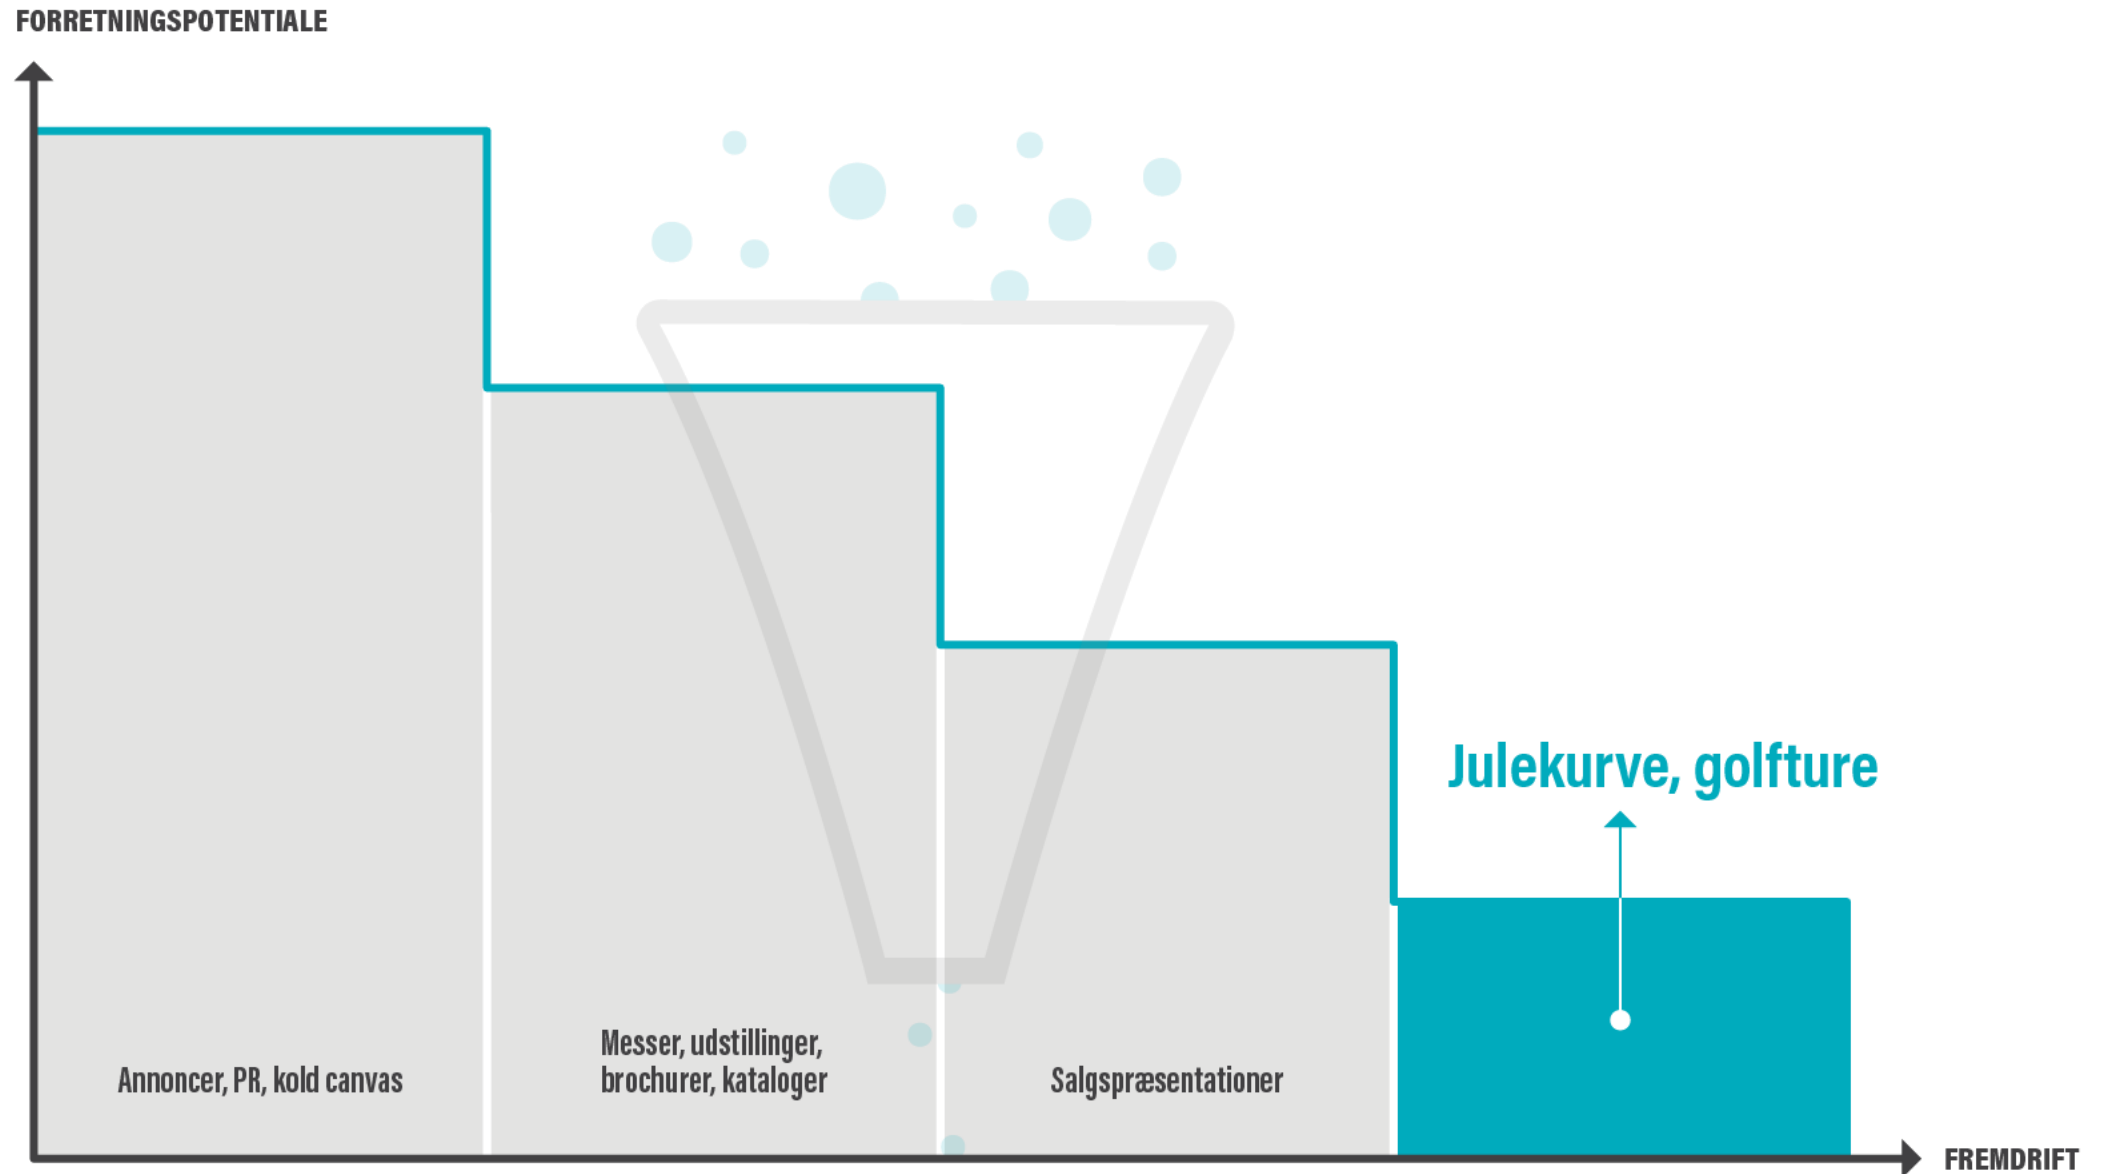 FORRETNINGSPOTENTIALE
Julekurve, golfture
Messer, udstillinger,
brochurer, kataloger
Annoncer, PR, kold canvas
Salgspræsentationer
FREMDRIFT